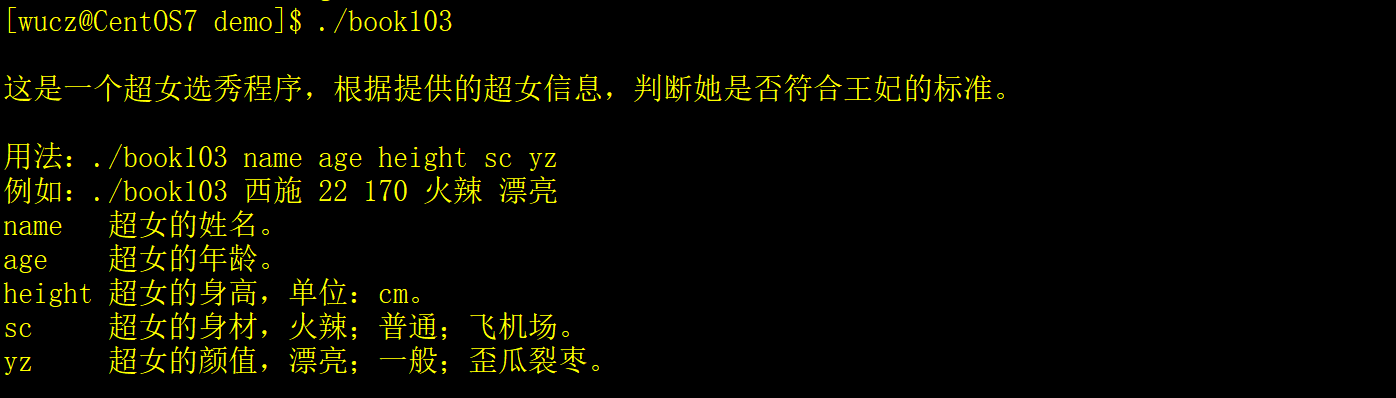 [wucz@CentOS7 demo]$ ./book103
这是一个超女选秀程序，根据提供的超女信息，判断她是否符合王妃的标准。
用法：./book103 name age height sc yz
例如：./book103 西施 22 170 火辣 漂亮
name   超女的姓名。
age    超女的年龄。
height 超女的身高，单位：cm。
sc     超女的身材，火辣；普通；飞机场。
yz     超女的颜值，漂亮；一般；歪瓜裂枣。